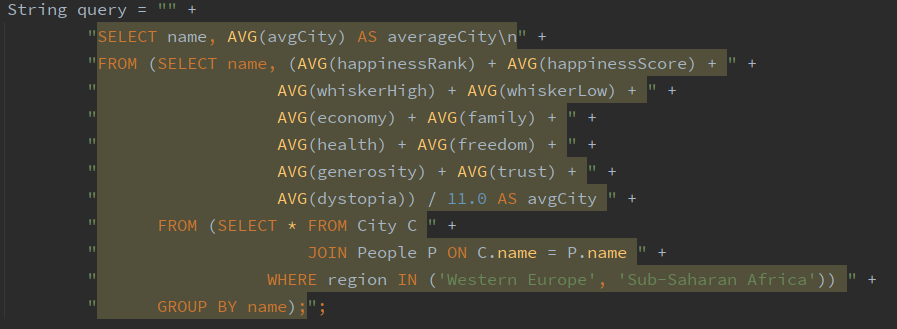 String query = "" +
"SELECT name, AVG(avgCity) AS averageCity\n" +
"FROM (SELECT name, (AVG(happinessRank) + AVG(happinessScore) + " +
"                  AVG(whiskerHigh) + AVG(whiskerLow) + " +
"                  AVG(economy) + AVG(family) + " +
"                  AVG(health) + AVG(freedom) + " +
"                  AVG(generosity) + AVG(trust) + " +
"                  AVG(dystopia)) / 11.0 AS avgCity " +
"      FROM (SELECT * FROM City C " +
"                     JOIN People P ON C.name = P.name " +
"                 WHERE region IN ('Western Europe', 'Sub-Saharan Africa')) " +
"      GROUP BY name);";